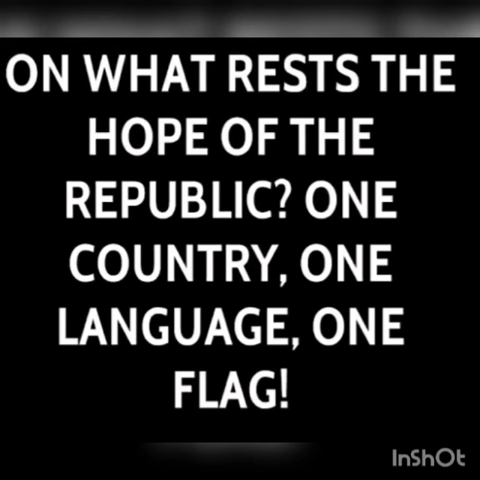 ON WHAT RESTS THE
HOPE OF THE
REPUBLIC? ONE
COUNTRY, ONE
LANGUAGE, ONE
FLAG!
InShOt